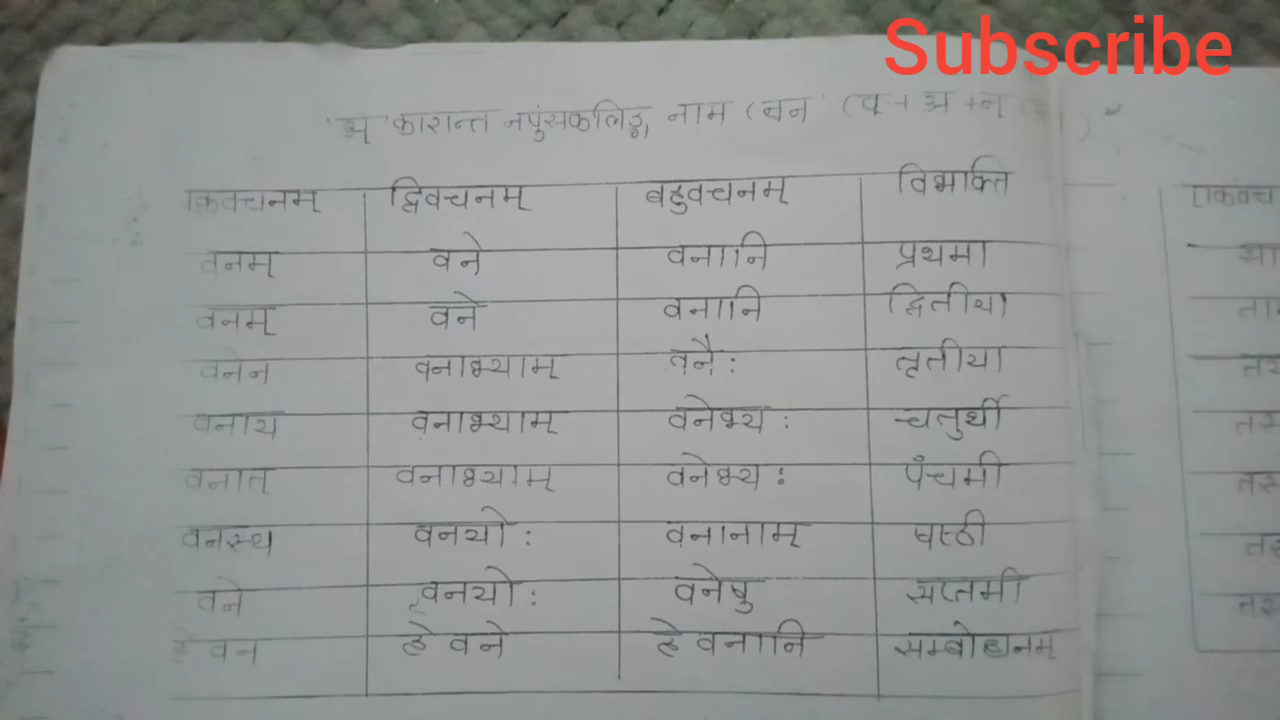 Subscribe
'अ' कारान्त नपुंसकलिङ्ग नाम (वन (व + अ + न्
एकवचनम् द्विवचनम् बहुवचनम् विभक्ति एकवच
वनम् वने वनानि प्रथमा
वनम् वने वनानि द्वितीया
वनेन वनाभ्याम् वनैः तृतीया
वनाय वनाभ्याम् वनेभ्यः चतुर्थी
वनात् वनाभ्याम् वनेभ्यः पंचमी
वनस्य वनयोः वनानाम् षष्ठी
वने वनयोः वनेषु सप्तमी
हे वन हे वने हे वनानि सम्बोधनम्